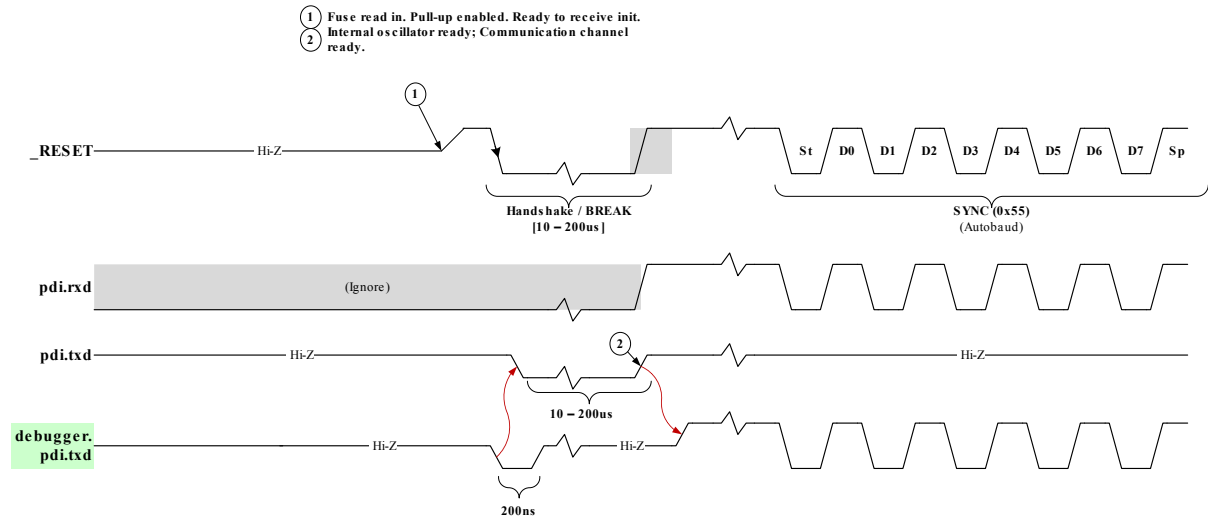 1 Fuse read in. Pull-up enabled. Ready to receive init.
2 Internal oscillator ready; Communication channel
ready.
1
_RESET Hi-Z St D0 D1 D2 D3 D4 D5 D6 D7 Sp
Handshake / BREAK
[10 – 200us]
SYNC (0x55)
(Autobaud)
pdi.rxd (Ignore)
2
pdi.txd Hi-Z Hi-Z
10 – 200us
debugger.
pdi.txd Hi-Z Hi-Z
200ns